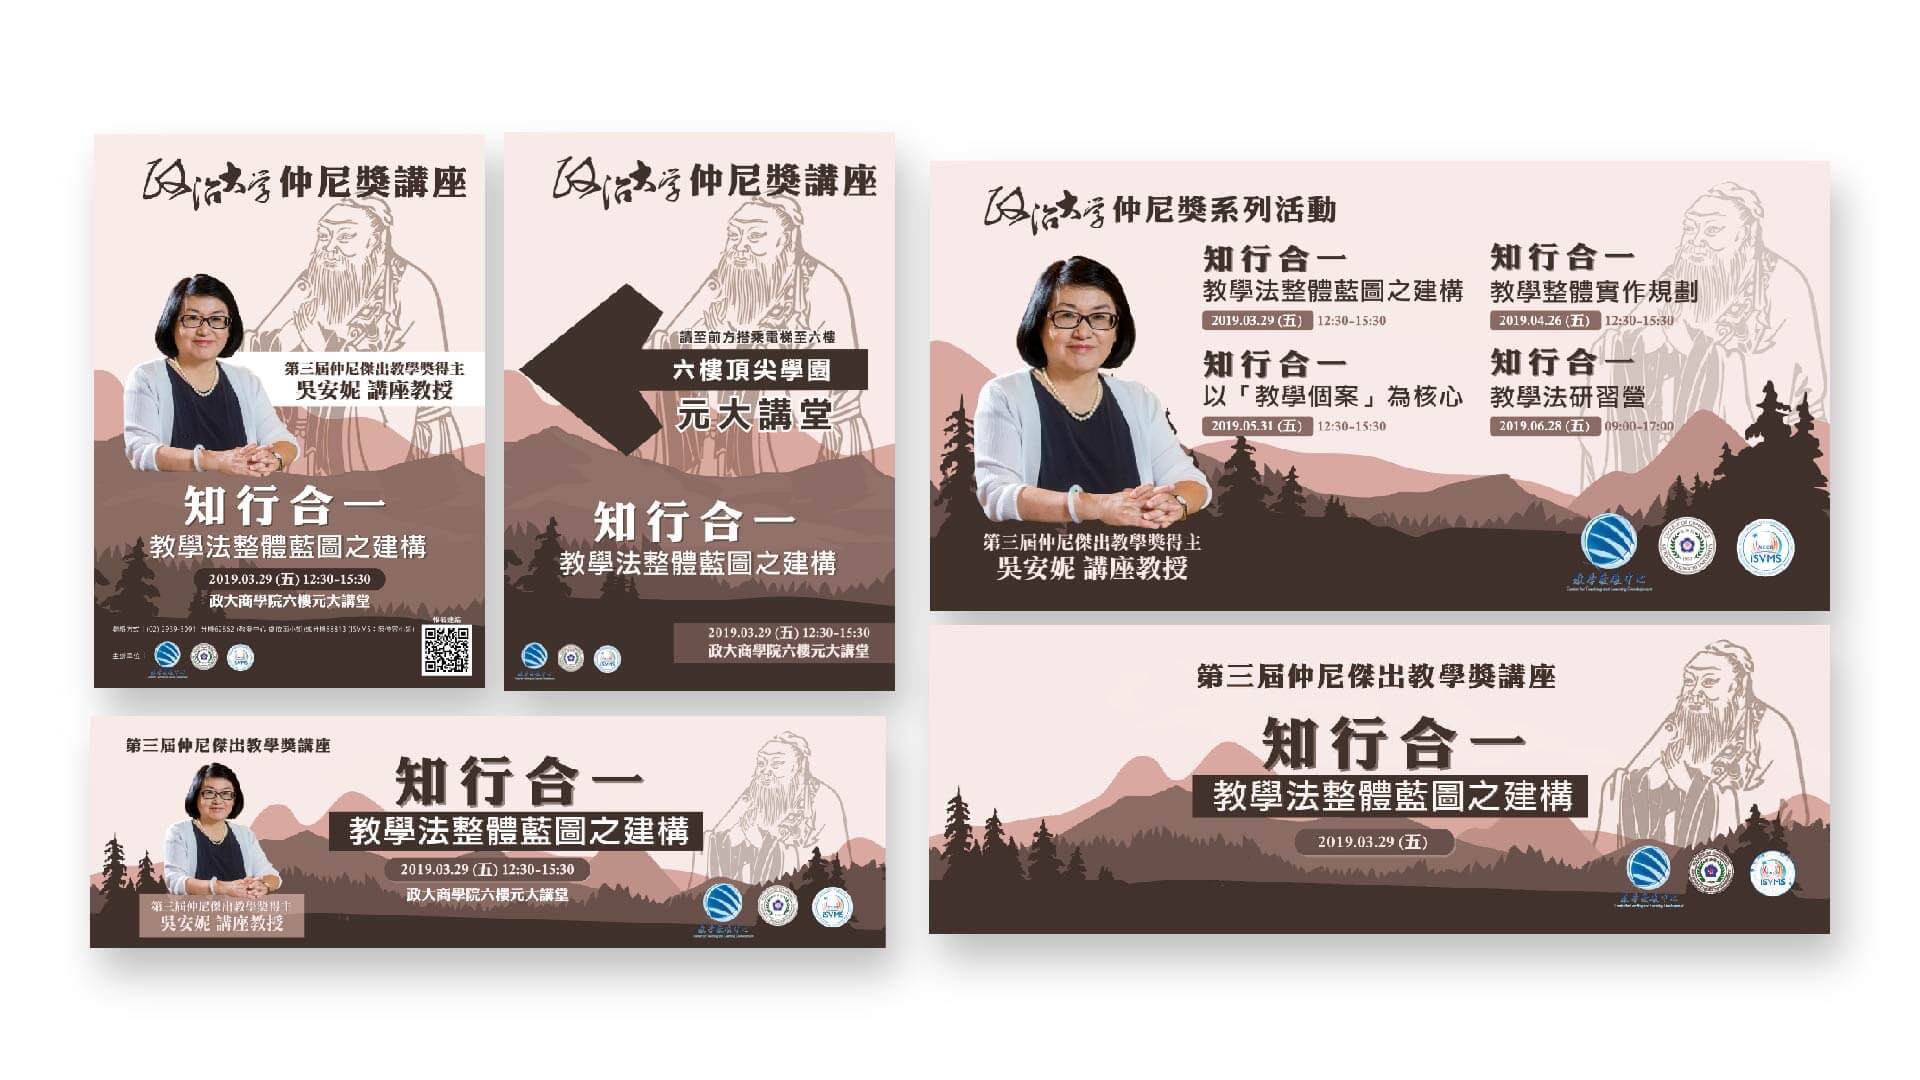 政治大学仲尼獎講座
第三屆仲尼傑出教學獎得主
吳安妮 講座教授
知行合一
教學法整體藍圖之建構
2019.03.29 (五) 12:30-15:30
政大商學院六樓元大講堂
主辦單位：
政治大学仲尼獎講座
請至前方搭乘電梯至六樓
六樓頂尖學園
元大講堂
知行合一
教學法整體藍圖之建構
2019.03.29 (五) 12:30-15:30
政大商學院六樓元大講堂
政治大学仲尼獎系列活動
知行合一
教學法整體藍圖之建構
2019.03.29 (五) 12:30-15:30
知行合一
教學整體實作規劃
2019.04.26 (五) 12:30-15:30
知行合一
以「教學個案」為核心
2019.05.31 (五) 12:30-15:30
知行合一
教學法研習營
2019.06.28 (五) 09:00-17:00
第三屆仲尼傑出教學獎得主
吳安妮 講座教授
Center for Teaching and Learning Development
ISVMS
第三屆仲尼傑出教學獎講座
知行合一
教學法整體藍圖之建構
2019.03.29 (五) 12:30-15:30
政大商學院六樓元大講堂
第三屆仲尼傑出教學獎得主
吳安妮 講座教授
ISVMS
第三屆仲尼傑出教學獎講座
知行合一
教學法整體藍圖之建構
2019.03.29 (五)
ISVMS